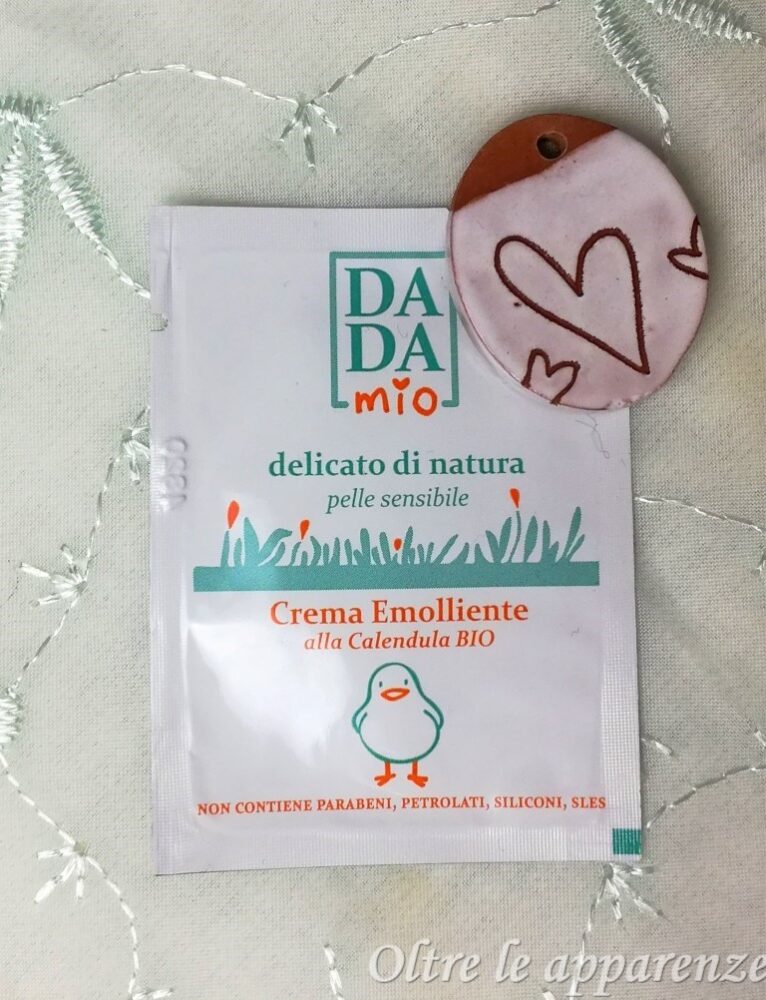 DA
DA
mio
delicato di natura
pelle sensibile
Crema Emolliente
alla Calendula BIO
NON CONTIENE PARABENI, PETROLATI, SILICONI, SLES
Oltre le apparenze